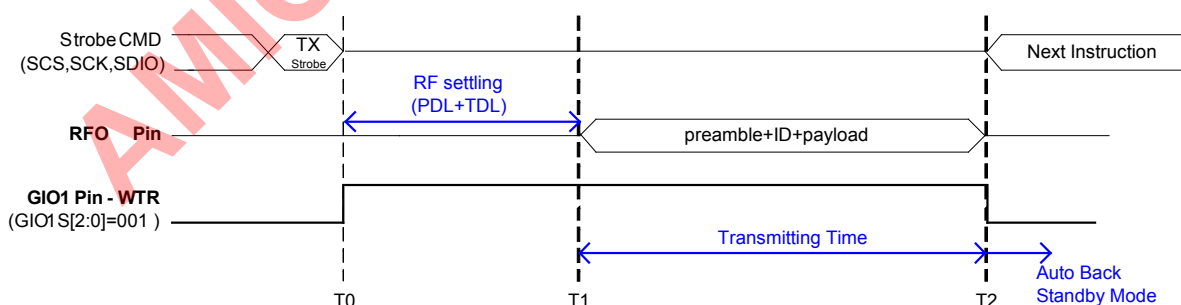 Strobe CMD
(SCS,SCK,SDIO)
TX
Strobe
Next Instruction
RF settling
(PDL+TDL)
RFO Pin
preamble+ID+payload
GIO1 Pin - WTR
(GIO1S[2:0]=001 )
Transmitting Time
Auto Back
Standby Mode
T0
T1
T2
AMIC